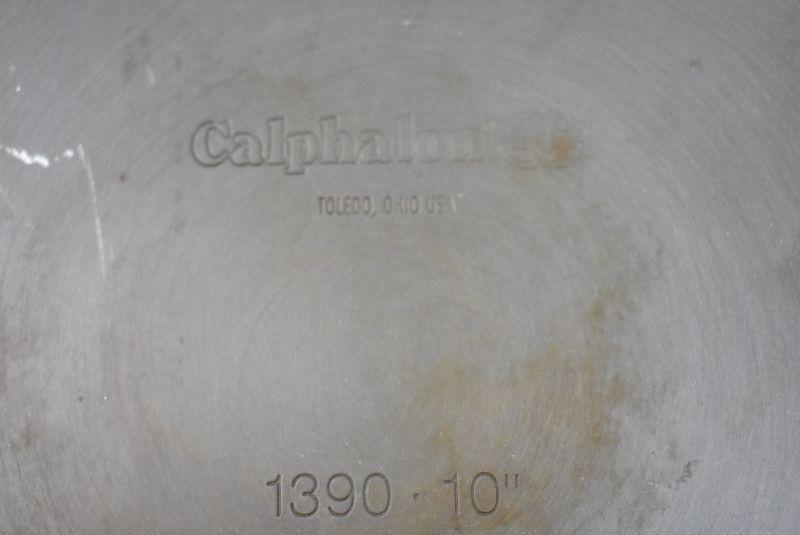 Calphalon
TOLEDO, OHIO USA
1390 · 10"